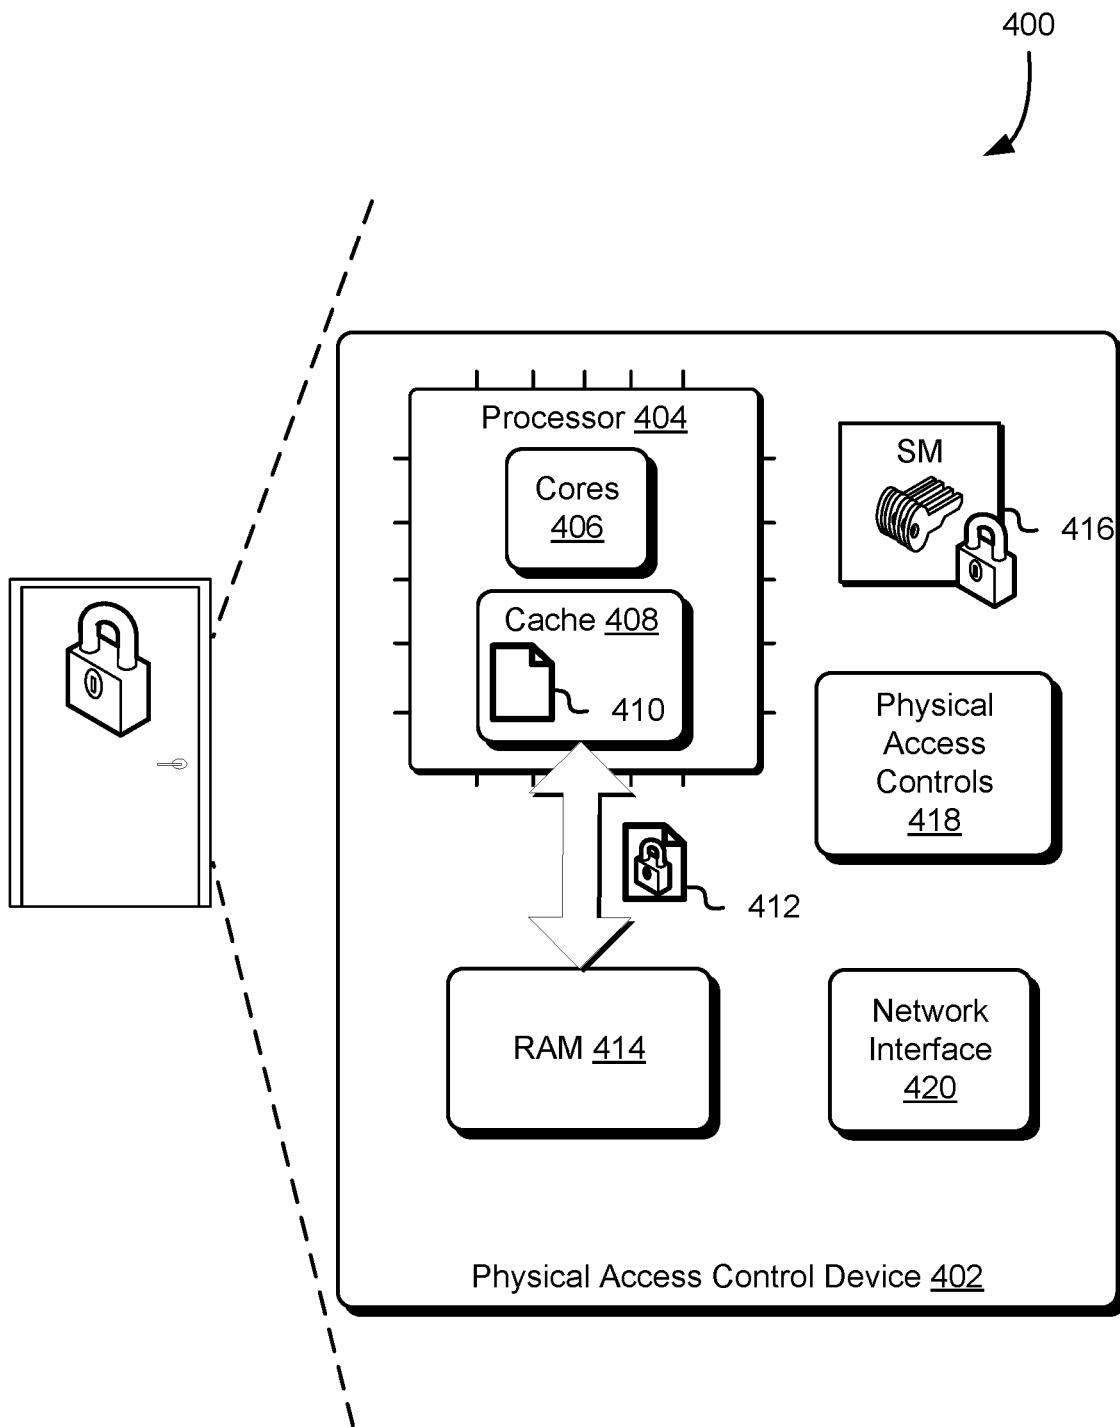 400
Processor 404
Cores
406
Cache 408
410
SM
416
Physical
Access
Controls
418
412
RAM 414
Network
Interface
420
Physical Access Control Device 402